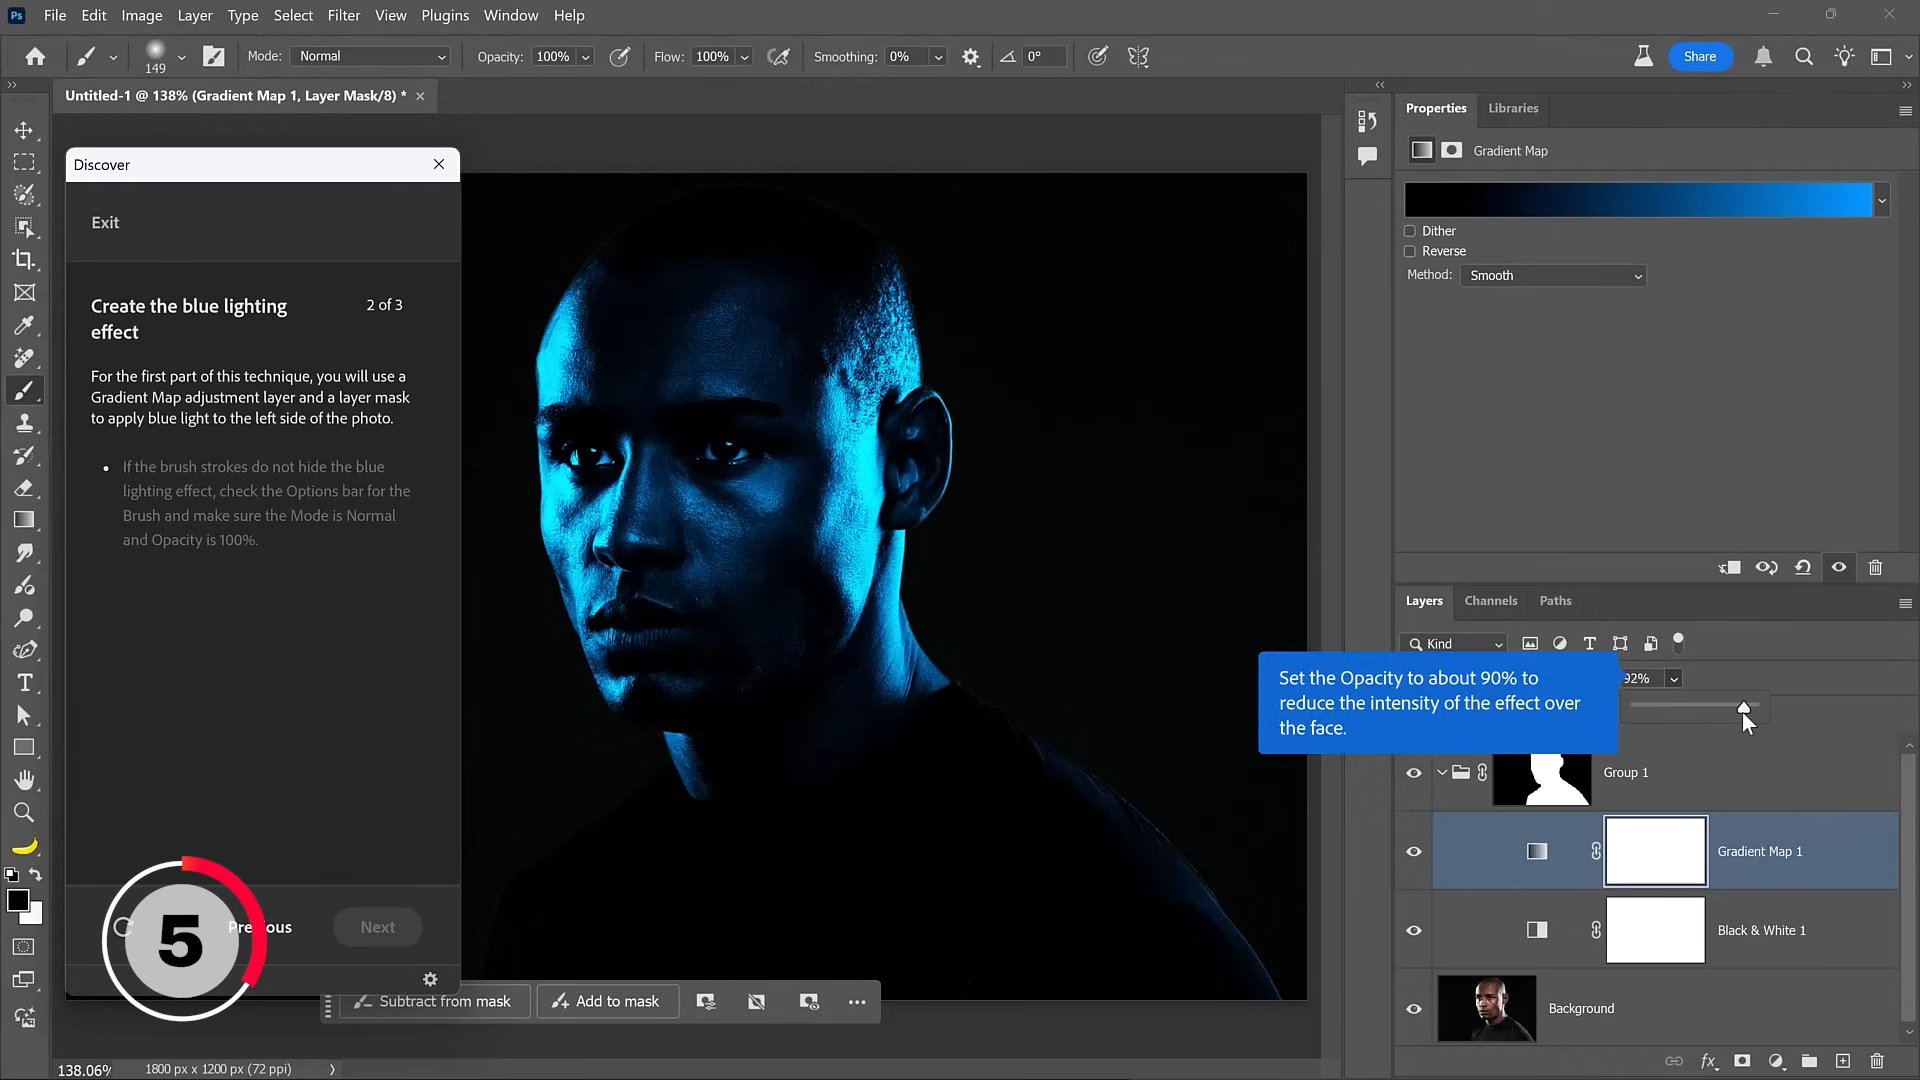 Ps File Edit Image Layer Type Select Filter View Plugins Window Help
149 Mode: Normal Opacity: 100% Flow: 100% Smoothing: 0% 0° Share
Untitled-1 @ 138% (Gradient Map 1, Layer Mask/8) *
Properties Libraries
Gradient Map
Dither
Reverse
Method: Smooth
Discover
Exit
Create the blue lighting
effect
2 of 3
For the first part of this technique, you will use a
Gradient Map adjustment layer and a layer mask
to apply blue light to the left side of the photo.
If the brush strokes do not hide the blue
lighting effect, check the Options bar for the
Brush and make sure the Mode is Normal
and Opacity is 100%.
5
Previous Next
Layers Channels Paths
Kind
Set the Opacity to about 90% to
reduce the intensity of the effect over
the face.
92%
Group 1
Gradient Map 1
Black & White 1
Background
fx
Subtract from mask Add to mask
138.06% 1800 px x 1200 px (72 ppi)